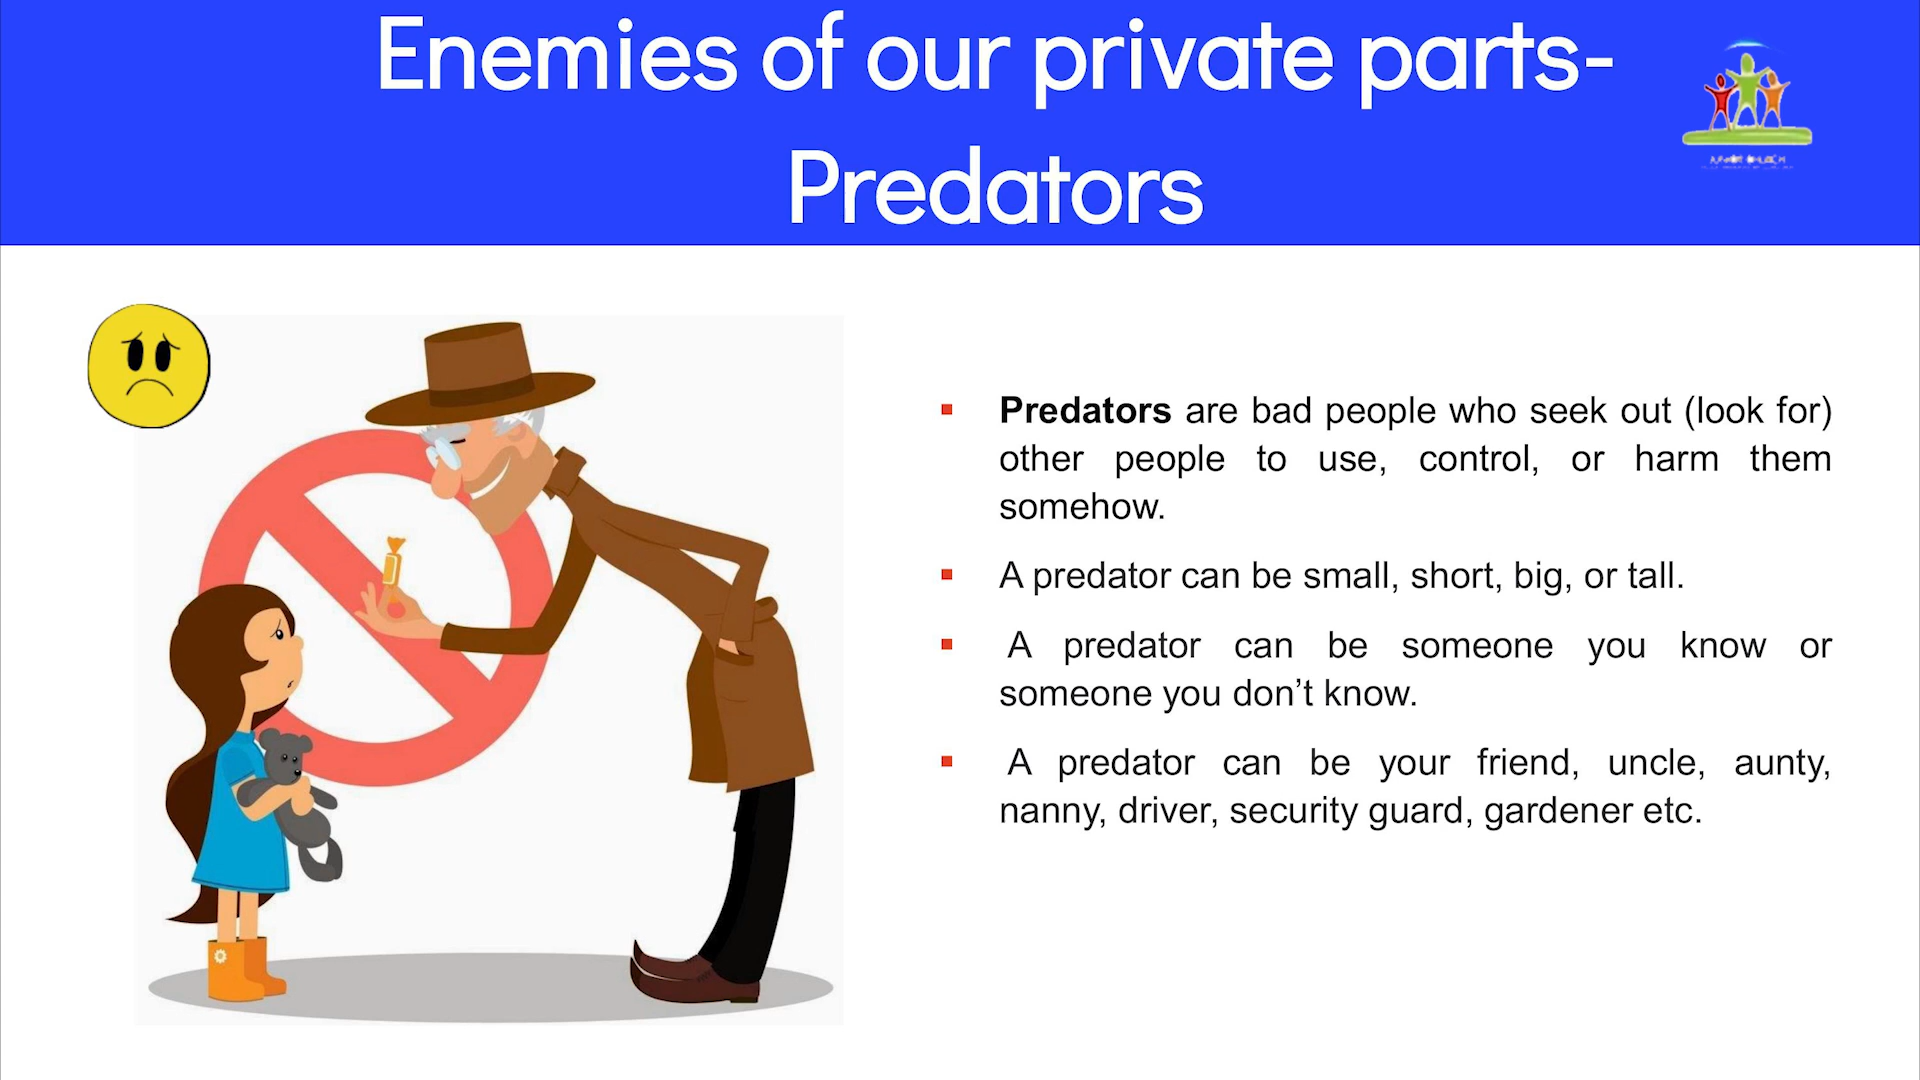 Enemies of our private parts-
Predators
JUNIOR CHURCH
▪ Predators are bad people who seek out (look for)
other people to use, control, or harm them
somehow.
▪ A predator can be small, short, big, or tall.
▪ A predator can be someone you know or
someone you don’t know.
▪ A predator can be your friend, uncle, aunty,
nanny, driver, security guard, gardener etc.